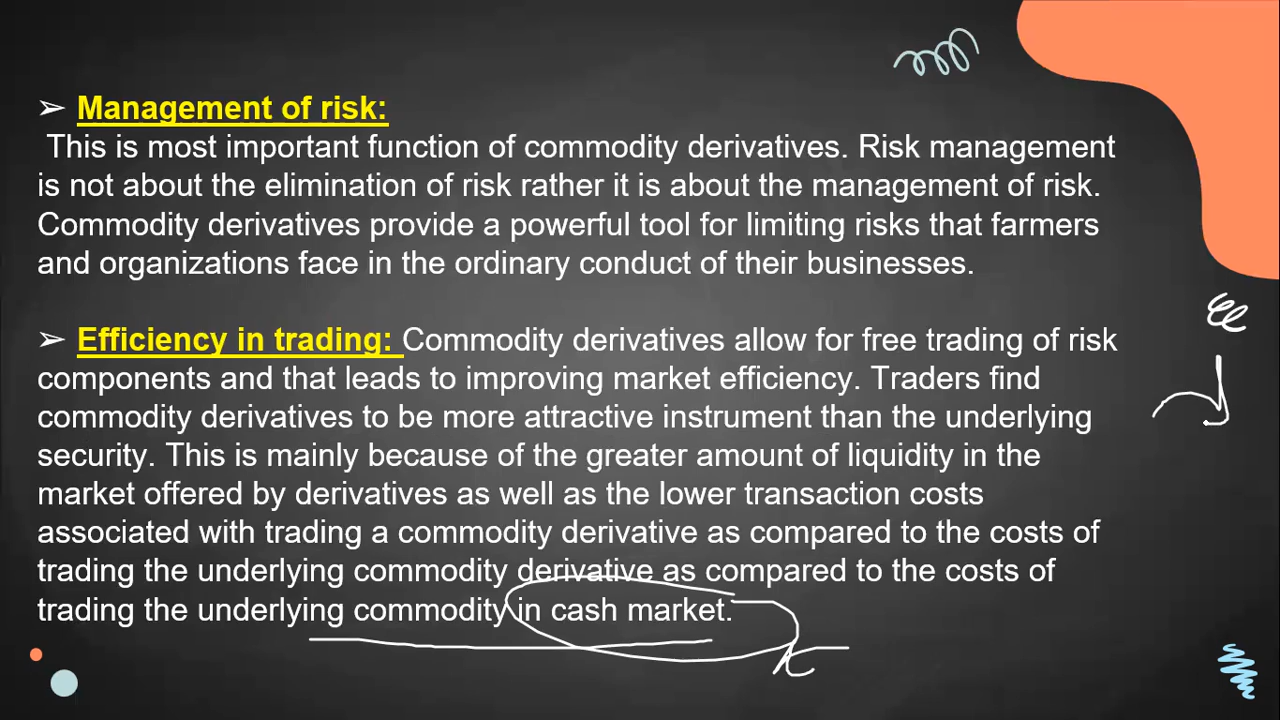 ➢ Management of risk:
This is most important function of commodity derivatives. Risk management
is not about the elimination of risk rather it is about the management of risk.
Commodity derivatives provide a powerful tool for limiting risks that farmers
and organizations face in the ordinary conduct of their businesses.
➢ Efficiency in trading: Commodity derivatives allow for free trading of risk
components and that leads to improving market efficiency. Traders find
commodity derivatives to be more attractive instrument than the underlying
security. This is mainly because of the greater amount of liquidity in the
market offered by derivatives as well as the lower transaction costs
associated with trading a commodity derivative as compared to the costs of
trading the underlying commodity derivative as compared to the costs of
trading the underlying commodity in cash market.